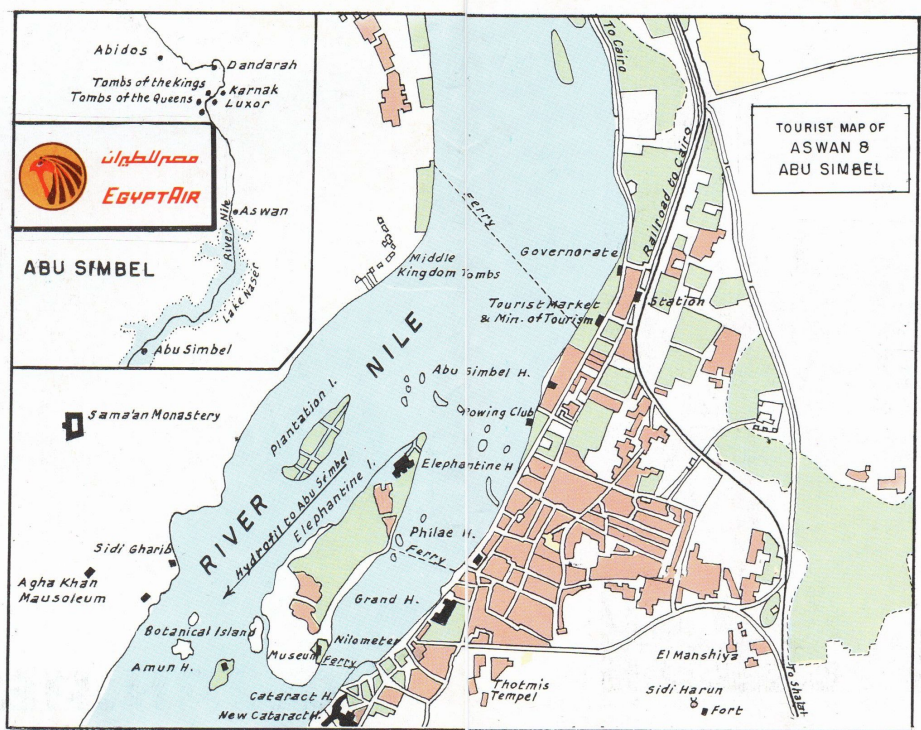 Abidos
Dandarah
Tombs of the Kings
Tombs of the Queens
Karnak
Luxor
مصر للطيران
EGYPTAIR
Aswan
River Nile
Lake Naser
ABU SIMBEL
Abu Simbel
To Cairo
Railroad to Cairo
TOURIST MAP OF
ASWAN &
ABU SIMBEL
Ferry
Governorate
Middle
Kingdom Tombs
Tourist Market
& Min. of Tourism
Station
RIVER NILE
Abu Simbel H.
Plantation I.
Rowing Club
Sama'an Monastery
Elephantine H
Hydrofil to Abu Simbel
Elephantine I.
Philae H.
Ferry
Sidi Gharib
Agha Khan
Mausoleum
Grand H.
Botanical Island
Nilometer
Museum
Ferry
Amun H.
El Manshiya
Thotmis
Tempel
Sidi Harun
Fort
To Shalal
Cataract H.
New Cataract H.